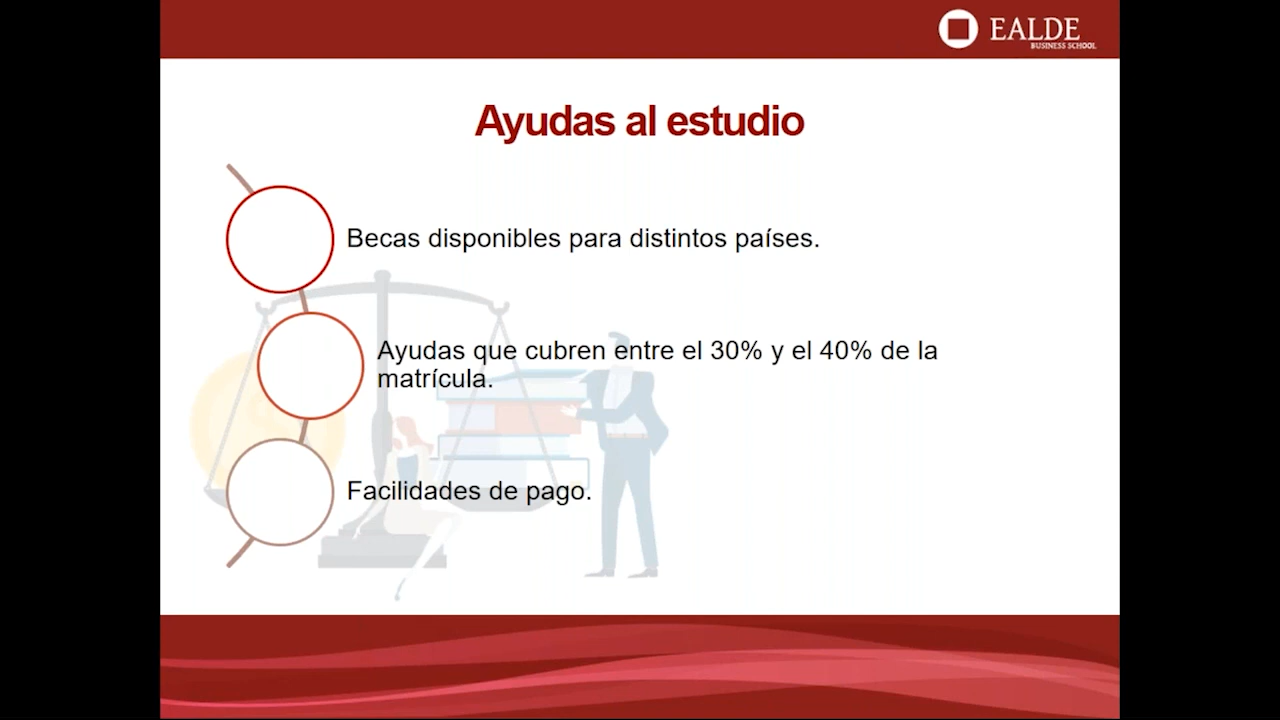 EALDE
BUSINESS SCHOOL
Ayudas al estudio
Becas disponibles para distintos países.
Ayudas que cubren entre el 30% y el 40% de la
matrícula.
Facilidades de pago.